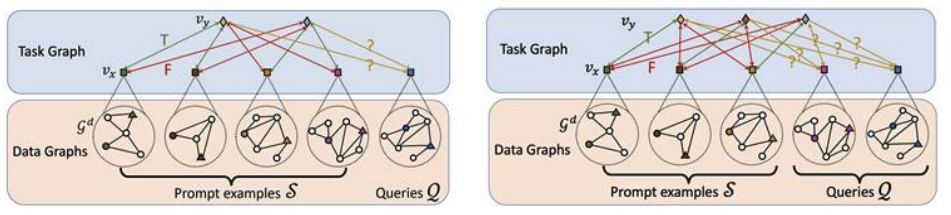 v_y
T
?
Task Graph
?
v_x
F
𝒢^d
Data Graphs
Prompt examples 𝒮
Queries 𝒬
v_y
T
?
?
?
Task Graph
?
v_x
F
𝒢^d
Data Graphs
Prompt examples 𝒮
Queries 𝒬